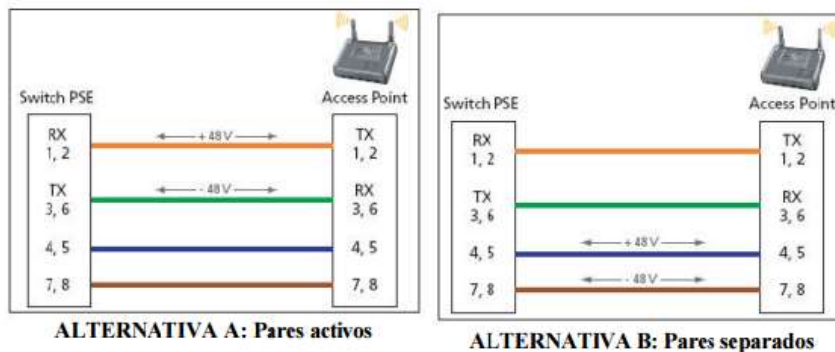 Switch PSE
Access Point
RX
1, 2
+ 48 V
TX
1, 2
TX
3, 6
- 48 V
RX
3, 6
4, 5
4, 5
7, 8
7, 8
ALTERNATIVA A: Pares activos
Switch PSE
Access Point
RX
1, 2
TX
1, 2
TX
3, 6
RX
3, 6
4, 5
+ 48 V
4, 5
7, 8
- 48 V
7, 8
ALTERNATIVA B: Pares separados